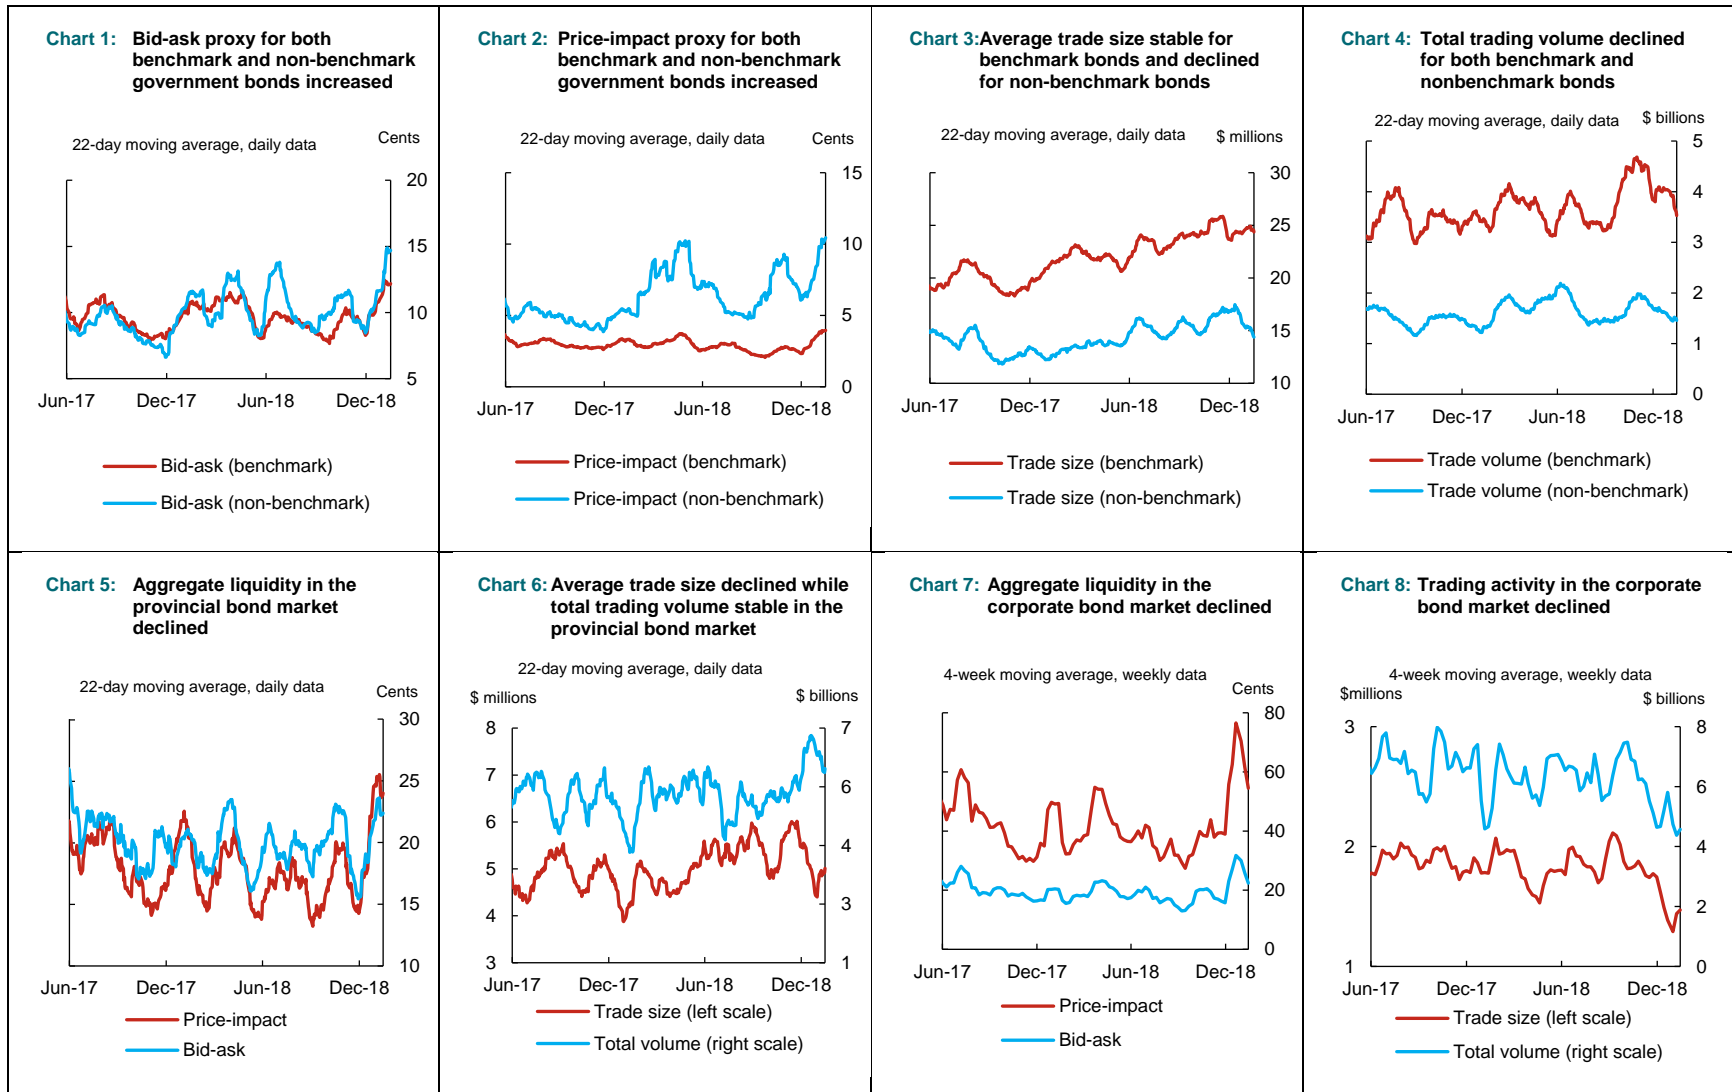 Chart 1: Bid-ask proxy for both
benchmark and non-benchmark
government bonds increased
22-day moving average, daily data
Cents
20
15
10
5
Jun-17 Dec-17 Jun-18 Dec-18
Bid-ask (benchmark)
Bid-ask (non-benchmark)
Chart 2: Price-impact proxy for both
benchmark and non-benchmark
government bonds increased
22-day moving average, daily data
Cents
15
10
5
0
Jun-17 Dec-17 Jun-18 Dec-18
Price-impact (benchmark)
Price-impact (non-benchmark)
Chart 3: Average trade size stable for
benchmark bonds and declined
for non-benchmark bonds
22-day moving average, daily data
$ millions
30
25
20
15
10
Jun-17 Dec-17 Jun-18 Dec-18
Trade size (benchmark)
Trade size (non-benchmark)
Chart 4: Total trading volume declined
for both benchmark and
nonbenchmark bonds
22-day moving average, daily data
$ billions
5
4
3
2
1
0
Jun-17 Dec-17 Jun-18 Dec-18
Trade volume (benchmark)
Trade volume (non-benchmark)
Chart 5: Aggregate liquidity in the
provincial bond market
declined
22-day moving average, daily data
Cents
30
25
20
15
10
Jun-17 Dec-17 Jun-18 Dec-18
Price-impact
Bid-ask
Chart 6: Average trade size declined while
total trading volume stable in the
provincial bond market
22-day moving average, daily data
$ millions $ billions
8 7
7 6
6 4
5 3
4 1
3
Jun-17 Dec-17 Jun-18 Dec-18
Trade size (left scale)
Total volume (right scale)
Chart 7: Aggregate liquidity in the
corporate bond market declined
4-week moving average, weekly data
Cents
80
60
40
20
0
Jun-17 Dec-17 Jun-18 Dec-18
Price-impact
Bid-ask
Chart 8: Trading activity in the corporate
bond market declined
4-week moving average, weekly data
$millions $ billions
3 8
6
2 4
2
1 0
Jun-17 Dec-17 Jun-18 Dec-18
Trade size (left scale)
Total volume (right scale)